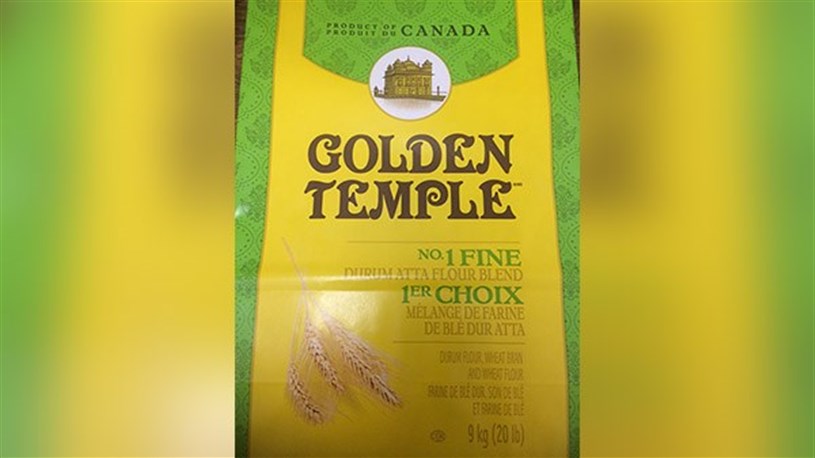 PRODUCT OF
PRODUIT DU CANADA
GOLDEN
TEMPLE
NO. 1 FINE
DURUM ATTA FLOUR BLEND
1ER CHOIX
MÉLANGE DE FARINE
DE BLÉ DUR ATTA
DURUM FLOUR, WHEAT BRAN
AND WHEAT FLOUR
FARINE DE BLÉ DUR, SON DE BLÉ
ET FARINE DE BLÉ
9 kg (20 lb)